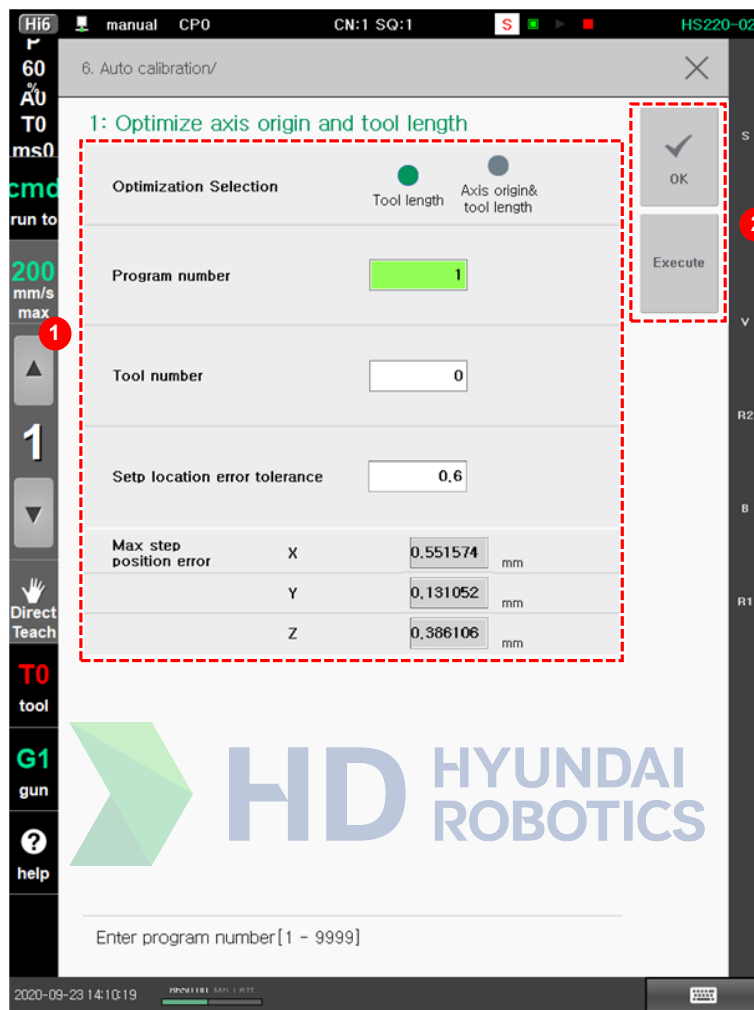 Hi6 manual CP0 CN:1 SQ:1 S HS220-02
P
60
%
T0
ms0
cmd
run to
200
mm/s
max
1
Direct
Teach
T0
tool
G1
gun
?
help
6. Auto calibration/
1: Optimize axis origin and tool length
Optimization Selection
Tool length
Axis origin&
tool length
Program number 1
Tool number 0
Setp location error tolerance 0.6
Max step
position error X 0.551574 mm
Y 0.131052 mm
Z 0.386106 mm
1
OK
Execute
2
S
V
R2
B
R1
HD HYUNDAI
ROBOTICS
Enter program number[1 - 9999]
2020-09-23 14:10:19